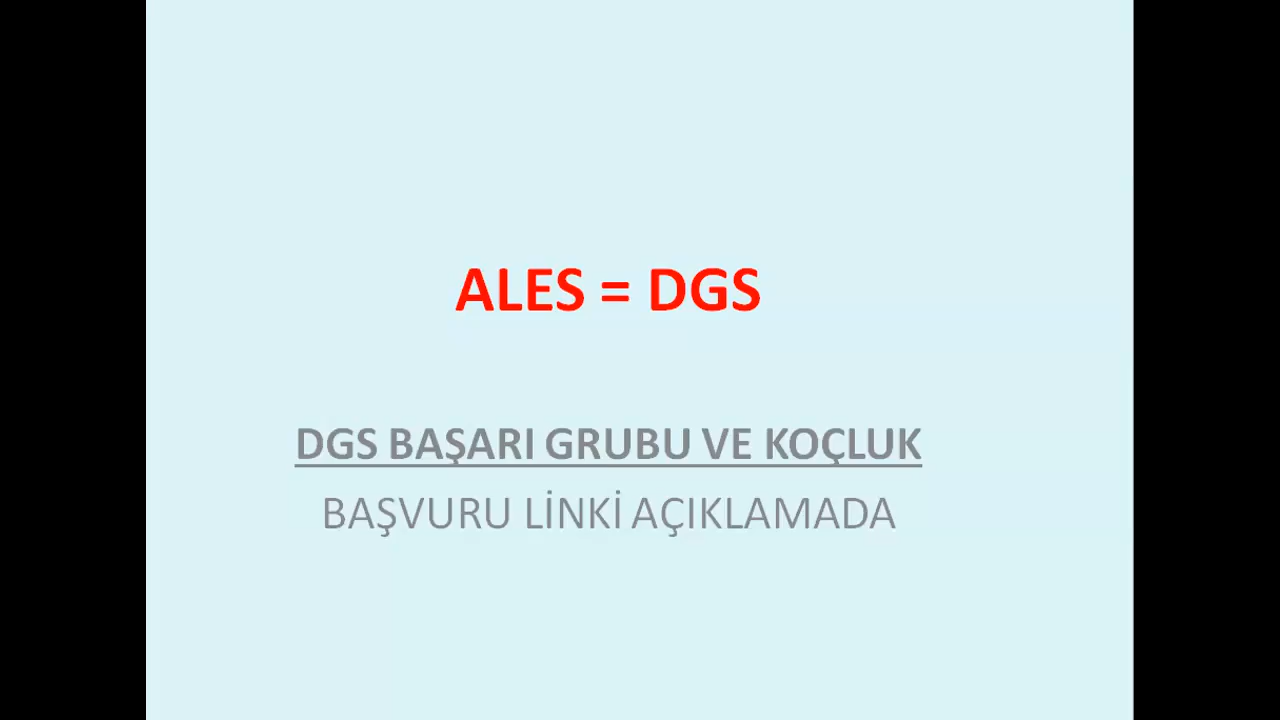 ALES = DGS
DGS BAŞARI GRUBU VE KOÇLUK
BAŞVURU LİNKİ AÇIKLAMADA